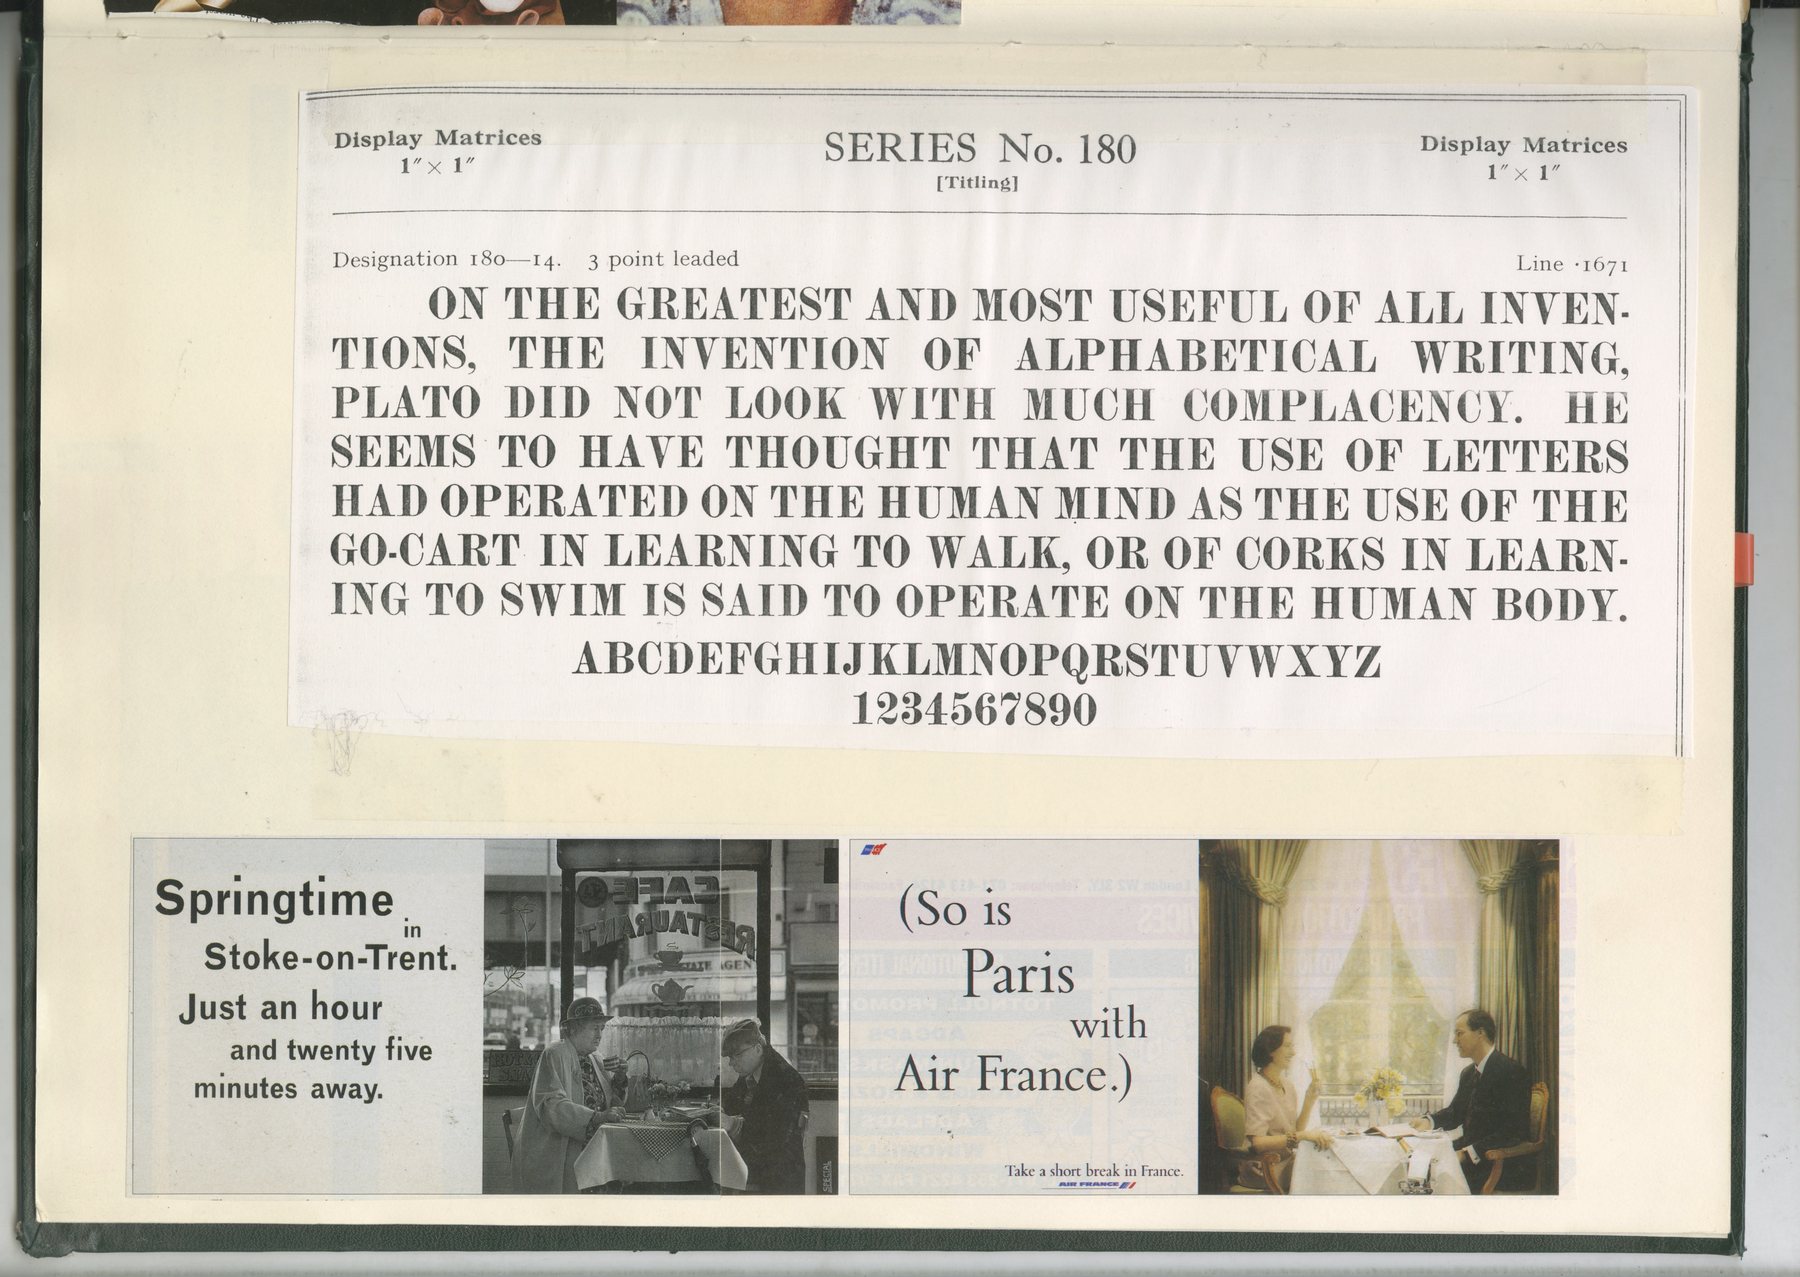 Display Matrices
1″ × 1″
SERIES No. 180
[Titling]
Display Matrices
1″ × 1″
Designation 180—14. 3 point leaded
Line ·1671
ON THE GREATEST AND MOST USEFUL OF ALL INVEN-
TIONS, THE INVENTION OF ALPHABETICAL WRITING,
PLATO DID NOT LOOK WITH MUCH COMPLACENCY. HE
SEEMS TO HAVE THOUGHT THAT THE USE OF LETTERS
HAD OPERATED ON THE HUMAN MIND AS THE USE OF THE
GO-CART IN LEARNING TO WALK, OR OF CORKS IN LEARN-
ING TO SWIM IS SAID TO OPERATE ON THE HUMAN BODY.
ABCDEFGHIJKLMNOPQRSTUVWXYZ
1234567890
Springtime
in
Stoke-on-Trent.
Just an hour
and twenty five
minutes away.
CAFE
RESTAURANT
ESTATE AGEN
SPECIAL
(So is
Paris
with
Air France.)
Take a short break in France.
AIR FRANCE